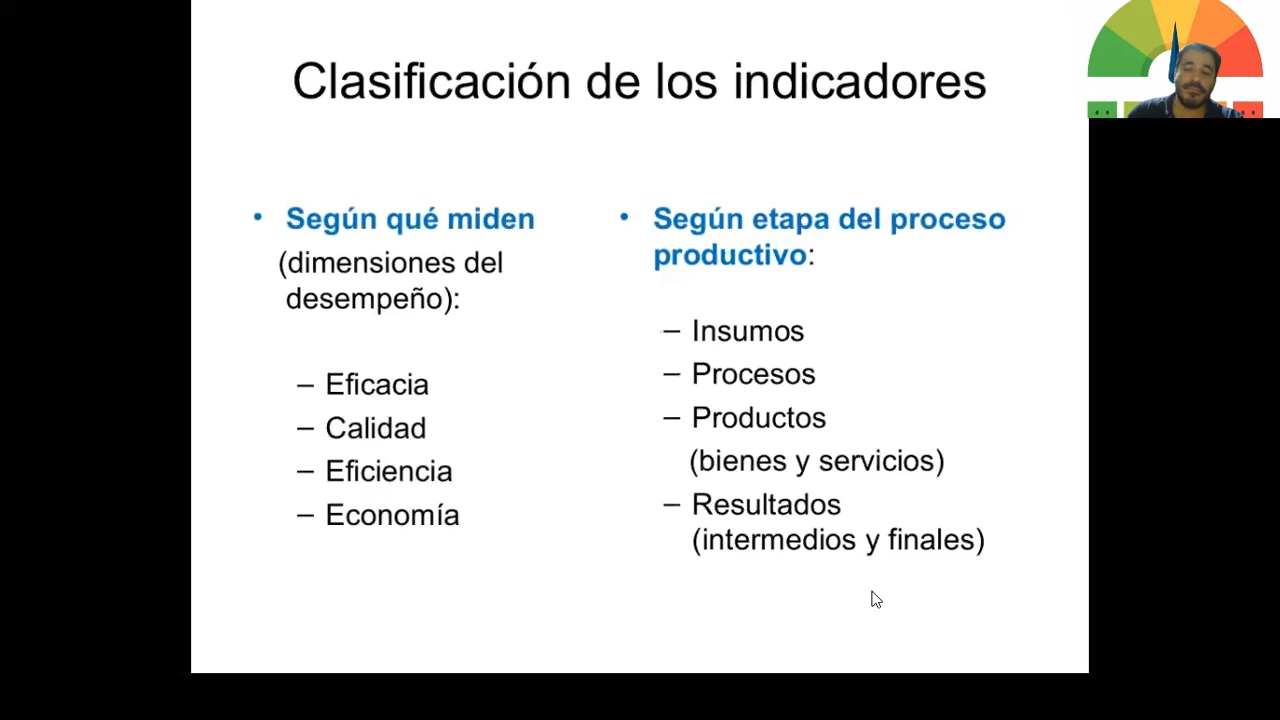 Clasificación de los indicadores
• Según qué miden
(dimensiones del
desempeño):
– Eficacia
– Calidad
– Eficiencia
– Economía
• Según etapa del proceso
productivo:
– Insumos
– Procesos
– Productos
(bienes y servicios)
– Resultados
(intermedios y finales)